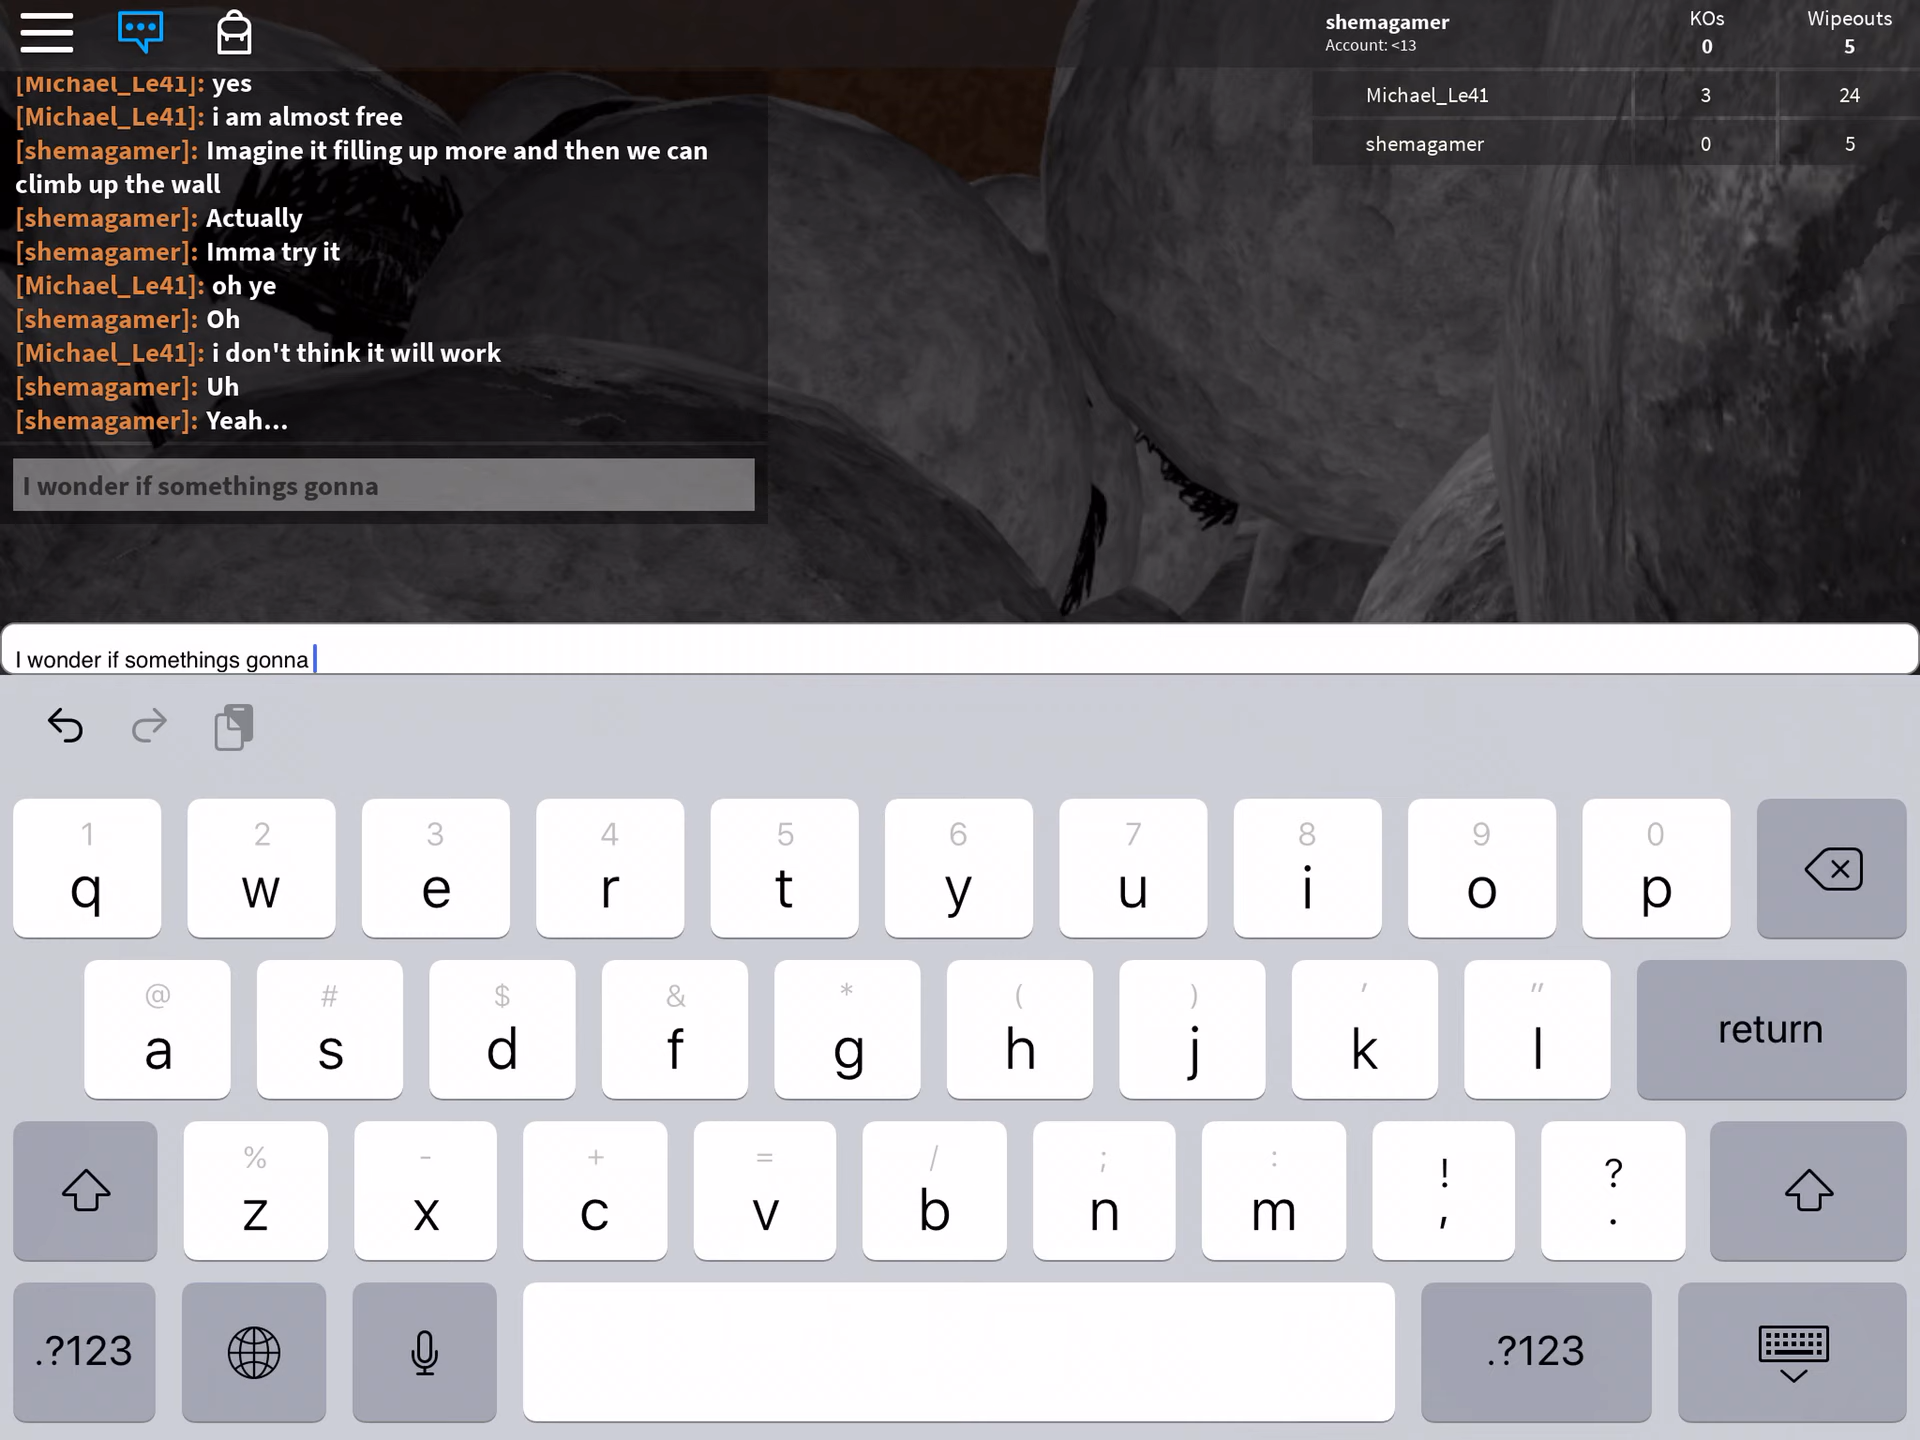 shemagamer
Account: <13
KOs
0
Wipeouts
5
Michael_Le41
3
24
shemagamer
0
5
[Michael_Le41]: yes
[Michael_Le41]: i am almost free
[shemagamer]: Imagine it filling up more and then we can
climb up the wall
[shemagamer]: Actually
[shemagamer]: Imma try it
[Michael_Le41]: oh ye
[shemagamer]: Oh
[Michael_Le41]: i don't think it will work
[shemagamer]: Uh
[shemagamer]: Yeah...
I wonder if somethings gonna
I wonder if somethings gonna
1 2 3 4 5 6 7 8 9 0
q w e r t y u i o p
@ # $ & * ( ) ' "
a s d f g h j k l return
% - + = / ; : ! ?
z x c v b n m , .
.?123 .?123